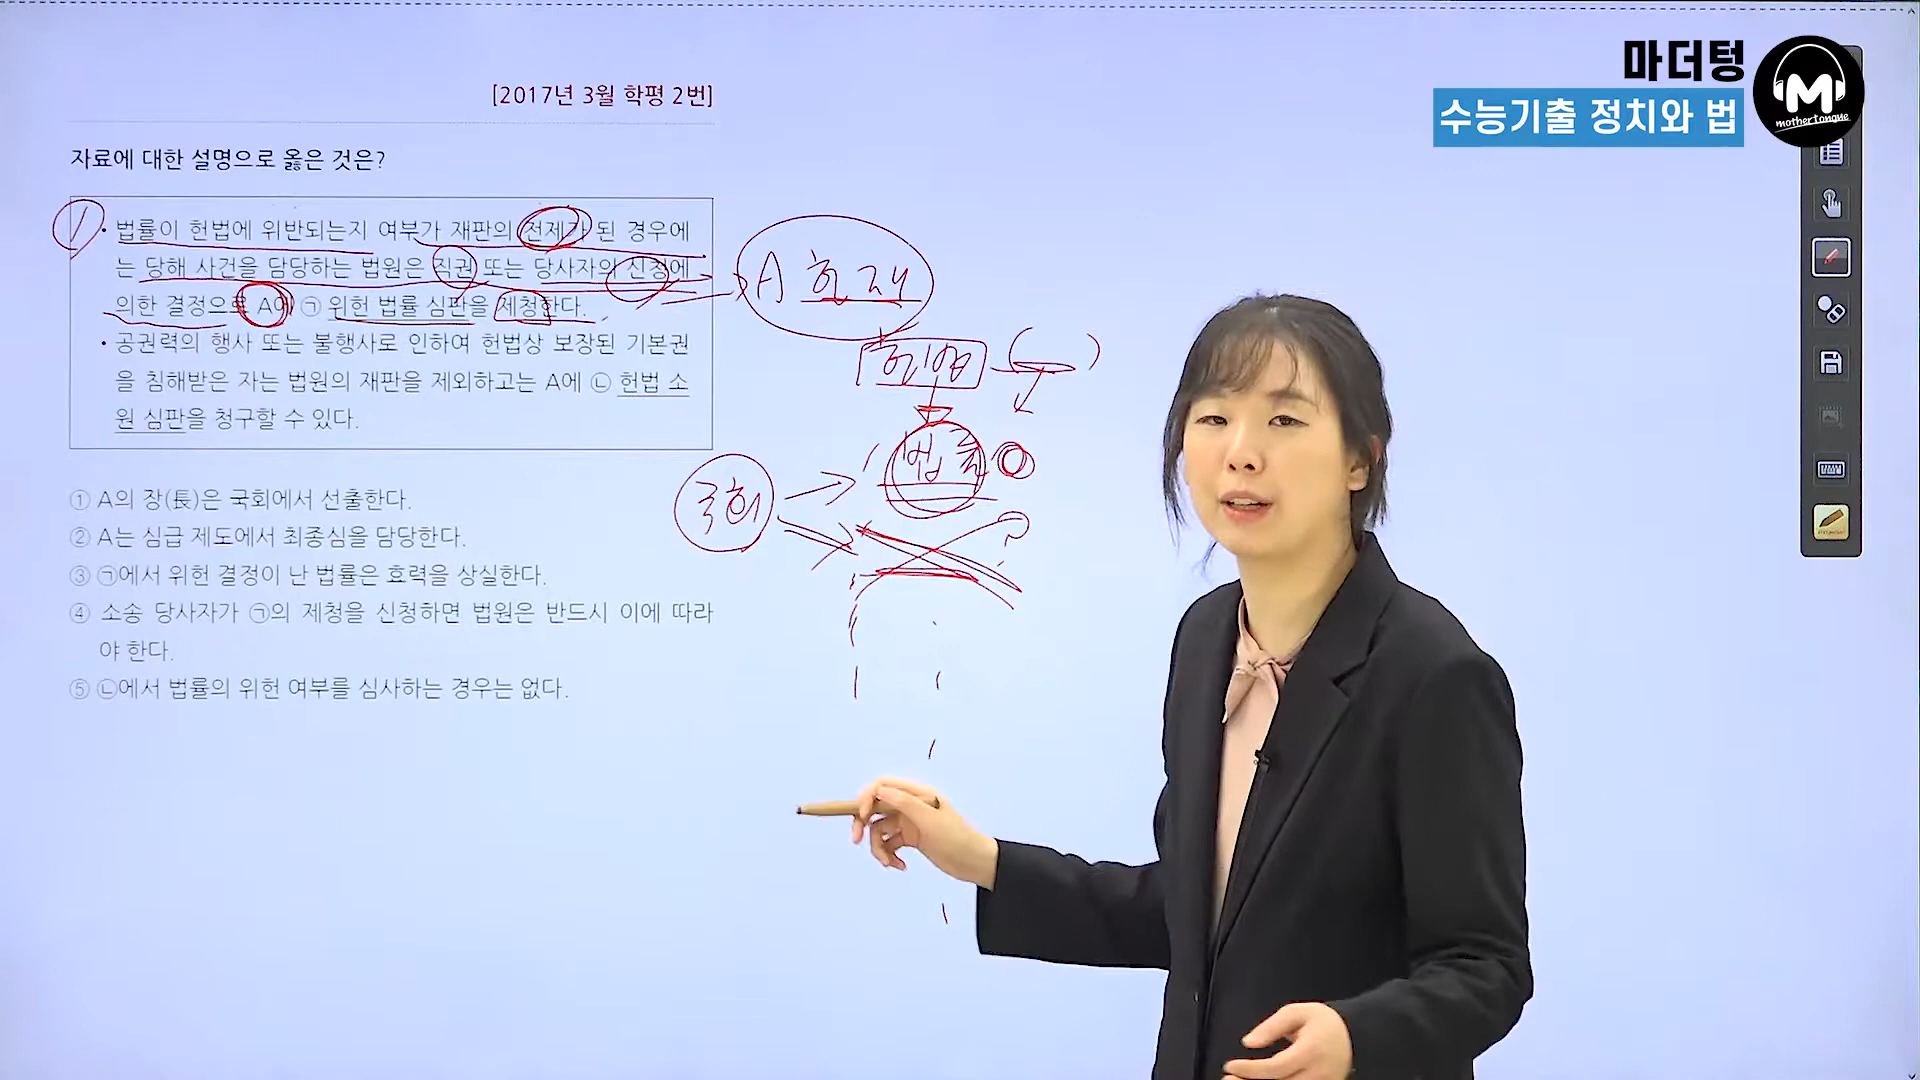 마더텅
수능기출 정치와 법
M
mothertongue
[2017년 3월 학평 2번]
자료에 대한 설명으로 옳은 것은?
• 법률이 헌법에 위반되는지 여부가 재판의 전제가 된 경우에
는 당해 사건을 담당하는 법원은 직권 또는 당사자의 신청에
의한 결정으로 A에 ㉠ 위헌 법률 심판을 제청한다.
• 공권력의 행사 또는 불행사로 인하여 헌법상 보장된 기본권
을 침해받은 자는 법원의 재판을 제외하고는 A에 ㉡ 헌법 소
원 심판을 청구할 수 있다.
① A의 장(長)은 국회에서 선출한다.
② A는 심급 제도에서 최종심을 담당한다.
③ ㉠에서 위헌 결정이 난 법률은 효력을 상실한다.
④ 소송 당사자가 ㉠의 제청을 신청하면 법원은 반드시 이에 따라
야 한다.
⑤ ㉡에서 법률의 위헌 여부를 심사하는 경우는 없다.
A 헌재
헌법
법률
국회
?